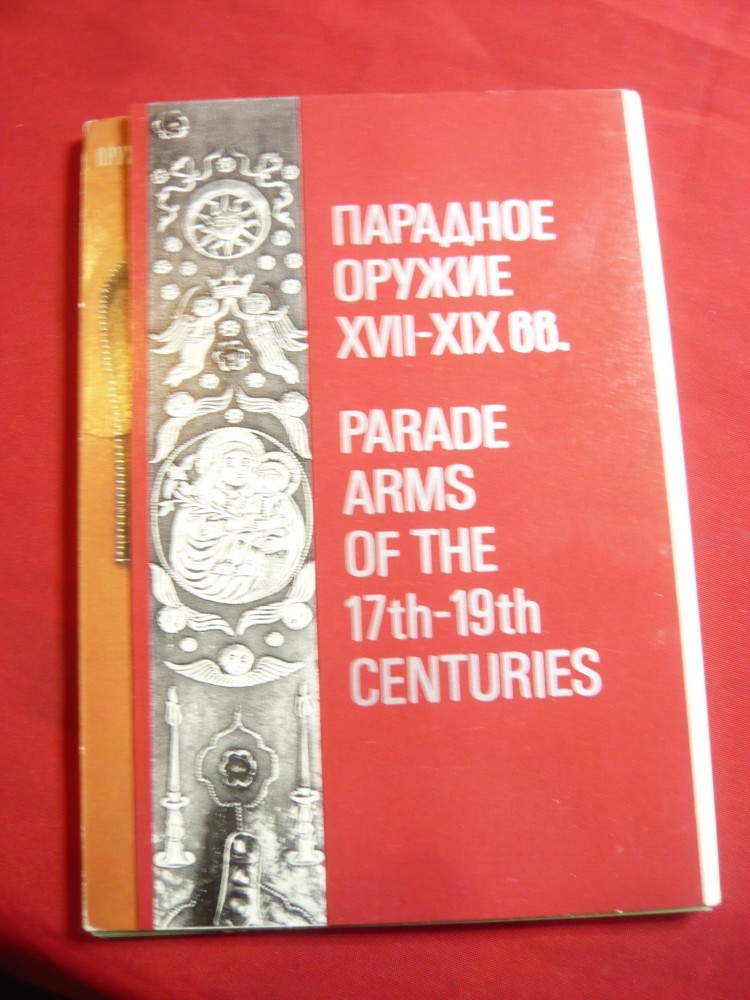 ПАРАДНОЕ
ОРУЖИЕ
XVII-XIX вв.
PARADE
ARMS
OF THE
17th-19th
CENTURIES